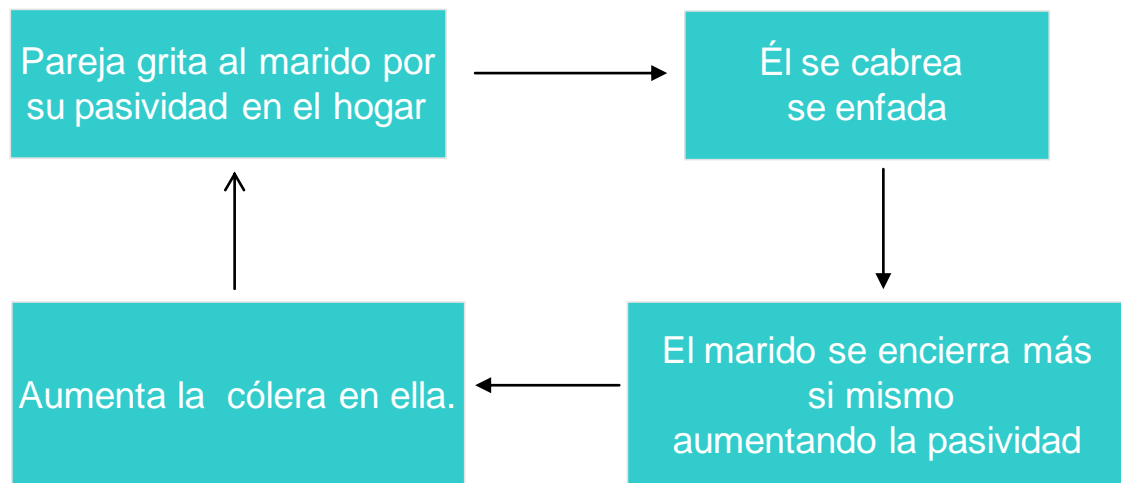 Pareja grita al marido por
su pasividad en el hogar
Él se cabrea
se enfada
El marido se encierra más
si mismo
aumentando la pasividad
Aumenta la cólera en ella.